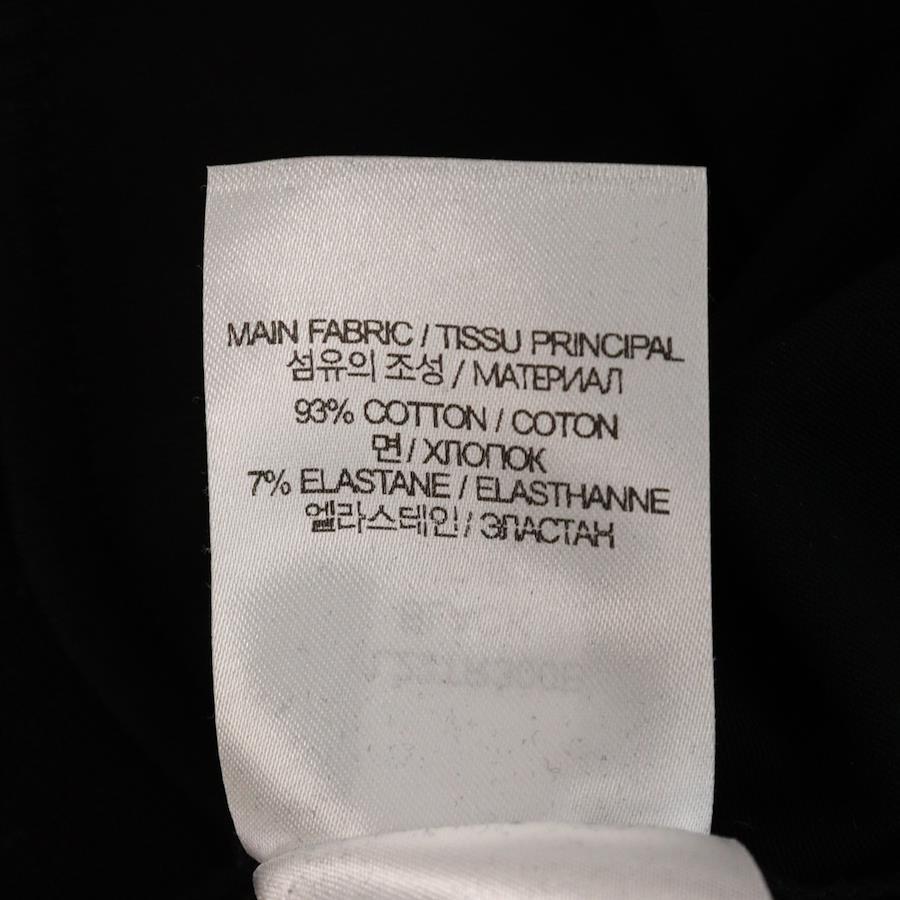 MAIN FABRIC / TISSU PRINCIPAL
섬유의 조성 / МАТЕРИАЛ
93% COTTON / COTON
면 / ХЛОПОК
7% ELASTANE / ELASTHANNE
엘라스테인 / ЭЛАСТАН